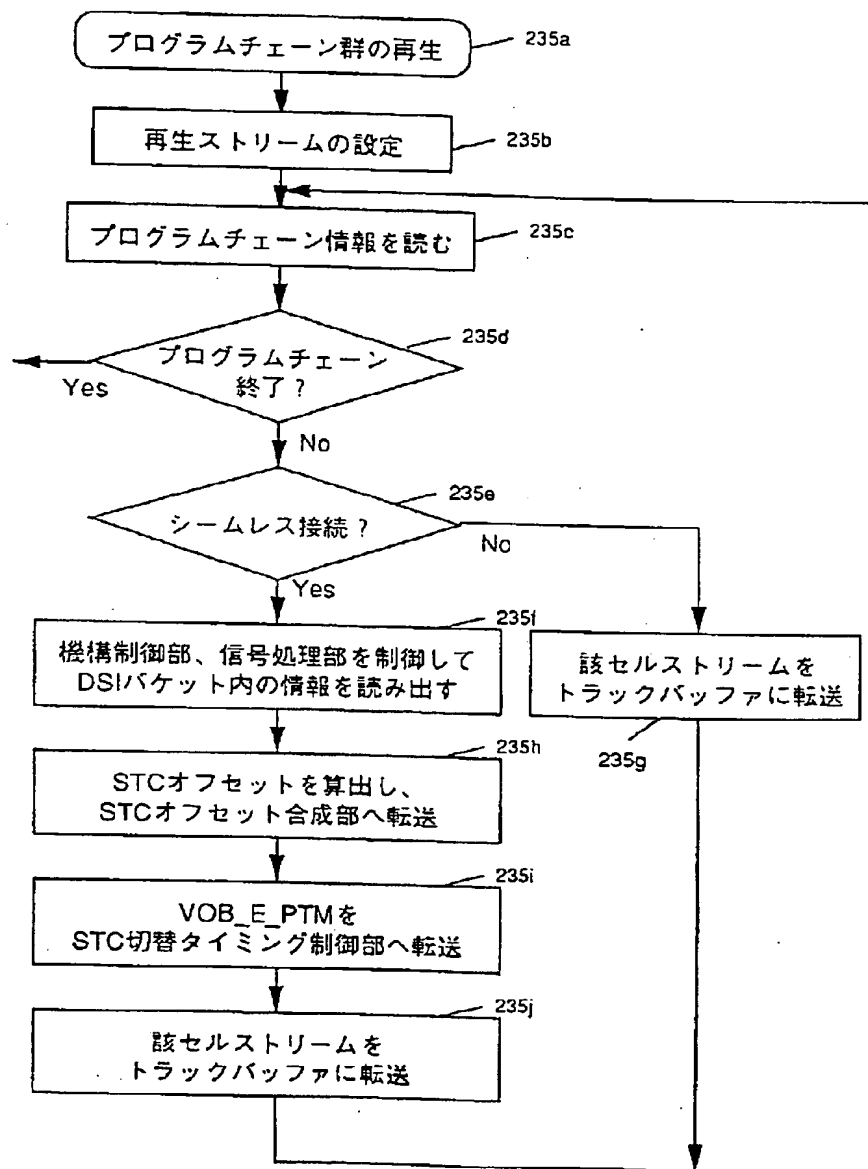 プログラムチェーン群の再生
235a
再生ストリームの設定
235b
プログラムチェーン情報を読む
235c
235d
プログラムチェーン
終了?
Yes
No
235e
シームレス接続?
No
Yes
235f
機構制御部、信号処理部を制御して
DSIパケット内の情報を読み出す
該セルストリームを
トラックバッファに転送
235g
235h
STCオフセットを算出し、
STCオフセット合成部へ転送
235i
VOB_E_PTMを
STC切替タイミング制御部へ転送
235j
該セルストリームを
トラックバッファに転送